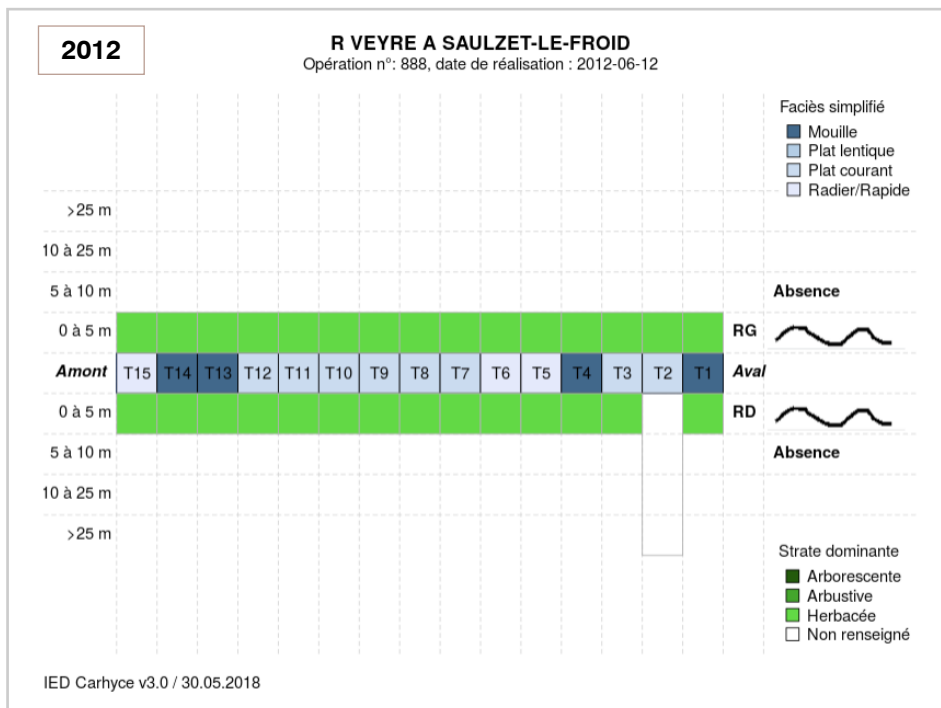 2012
R VEYRE A SAULZET-LE-FROID
Opération n°: 888, date de réalisation : 2012-06-12
Faciès simplifié
Mouille
Plat lentique
Plat courant
Radier/Rapide
>25 m
10 à 25 m
5 à 10 m Absence
0 à 5 m RG
Amont T15 T14 T13 T12 T11 T10 T9 T8 T7 T6 T5 T4 T3 T2 T1 Aval
0 à 5 m RD
5 à 10 m Absence
10 à 25 m
>25 m
Strate dominante
Arborescente
Arbustive
Herbacée
Non renseigné
IED Carhyce v3.0 / 30.05.2018